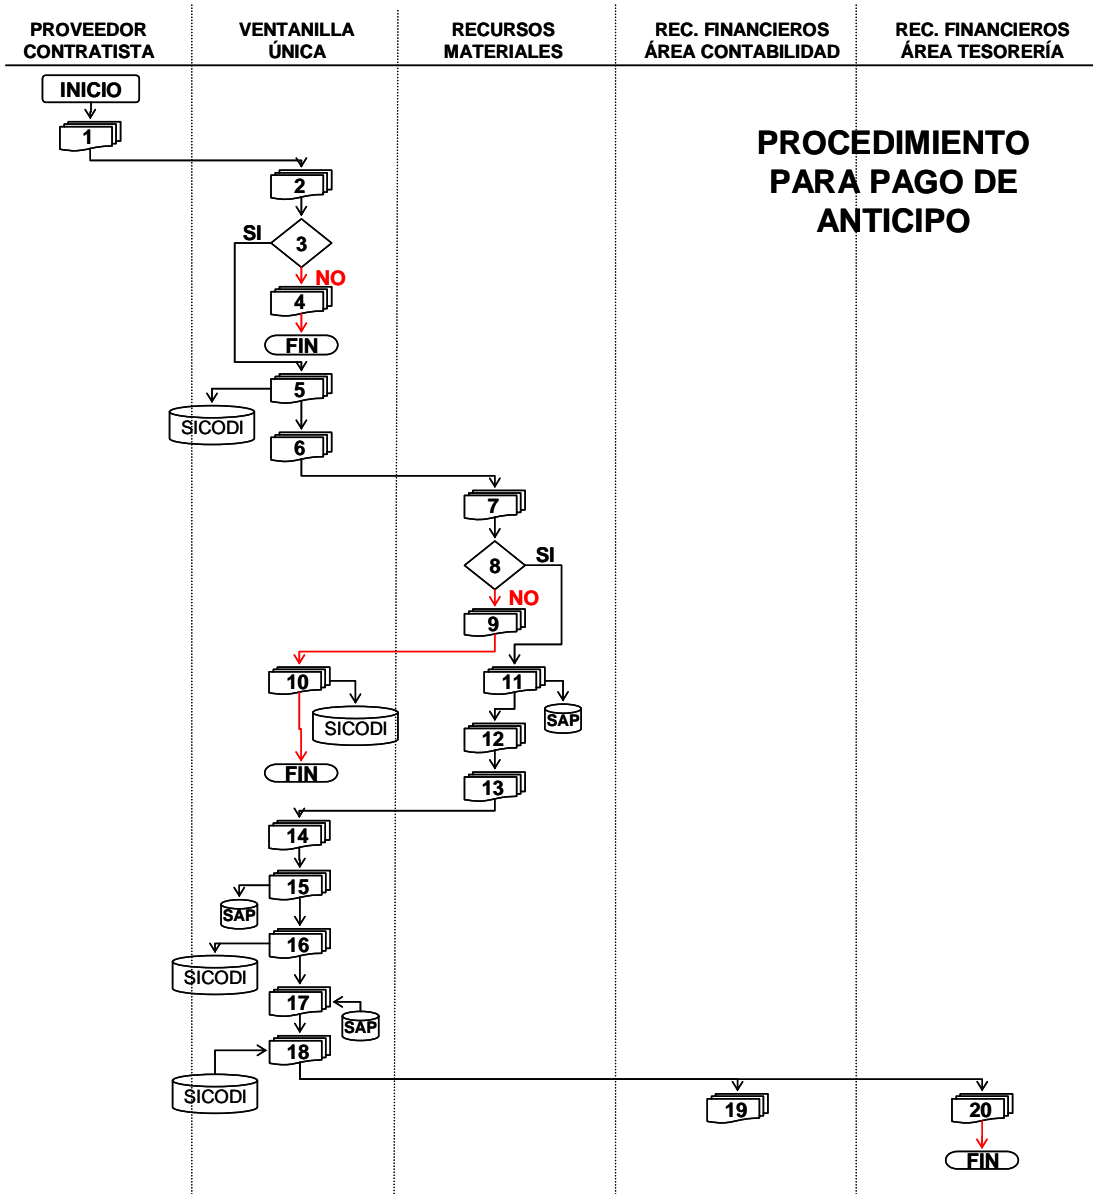 PROVEEDOR
CONTRATISTA
VENTANILLA
ÚNICA
RECURSOS
MATERIALES
REC. FINANCIEROS
ÁREA CONTABILIDAD
REC. FINANCIEROS
ÁREA TESORERÍA
PROCEDIMIENTO
PARA PAGO DE
ANTICIPO
INICIO
1
2
SI
3
NO
4
FIN
5
SICODI
6
7
8
SI
NO
9
10
SICODI
FIN
11
SAP
12
13
14
15
SAP
16
SICODI
17
SAP
18
SICODI
19
20
FIN